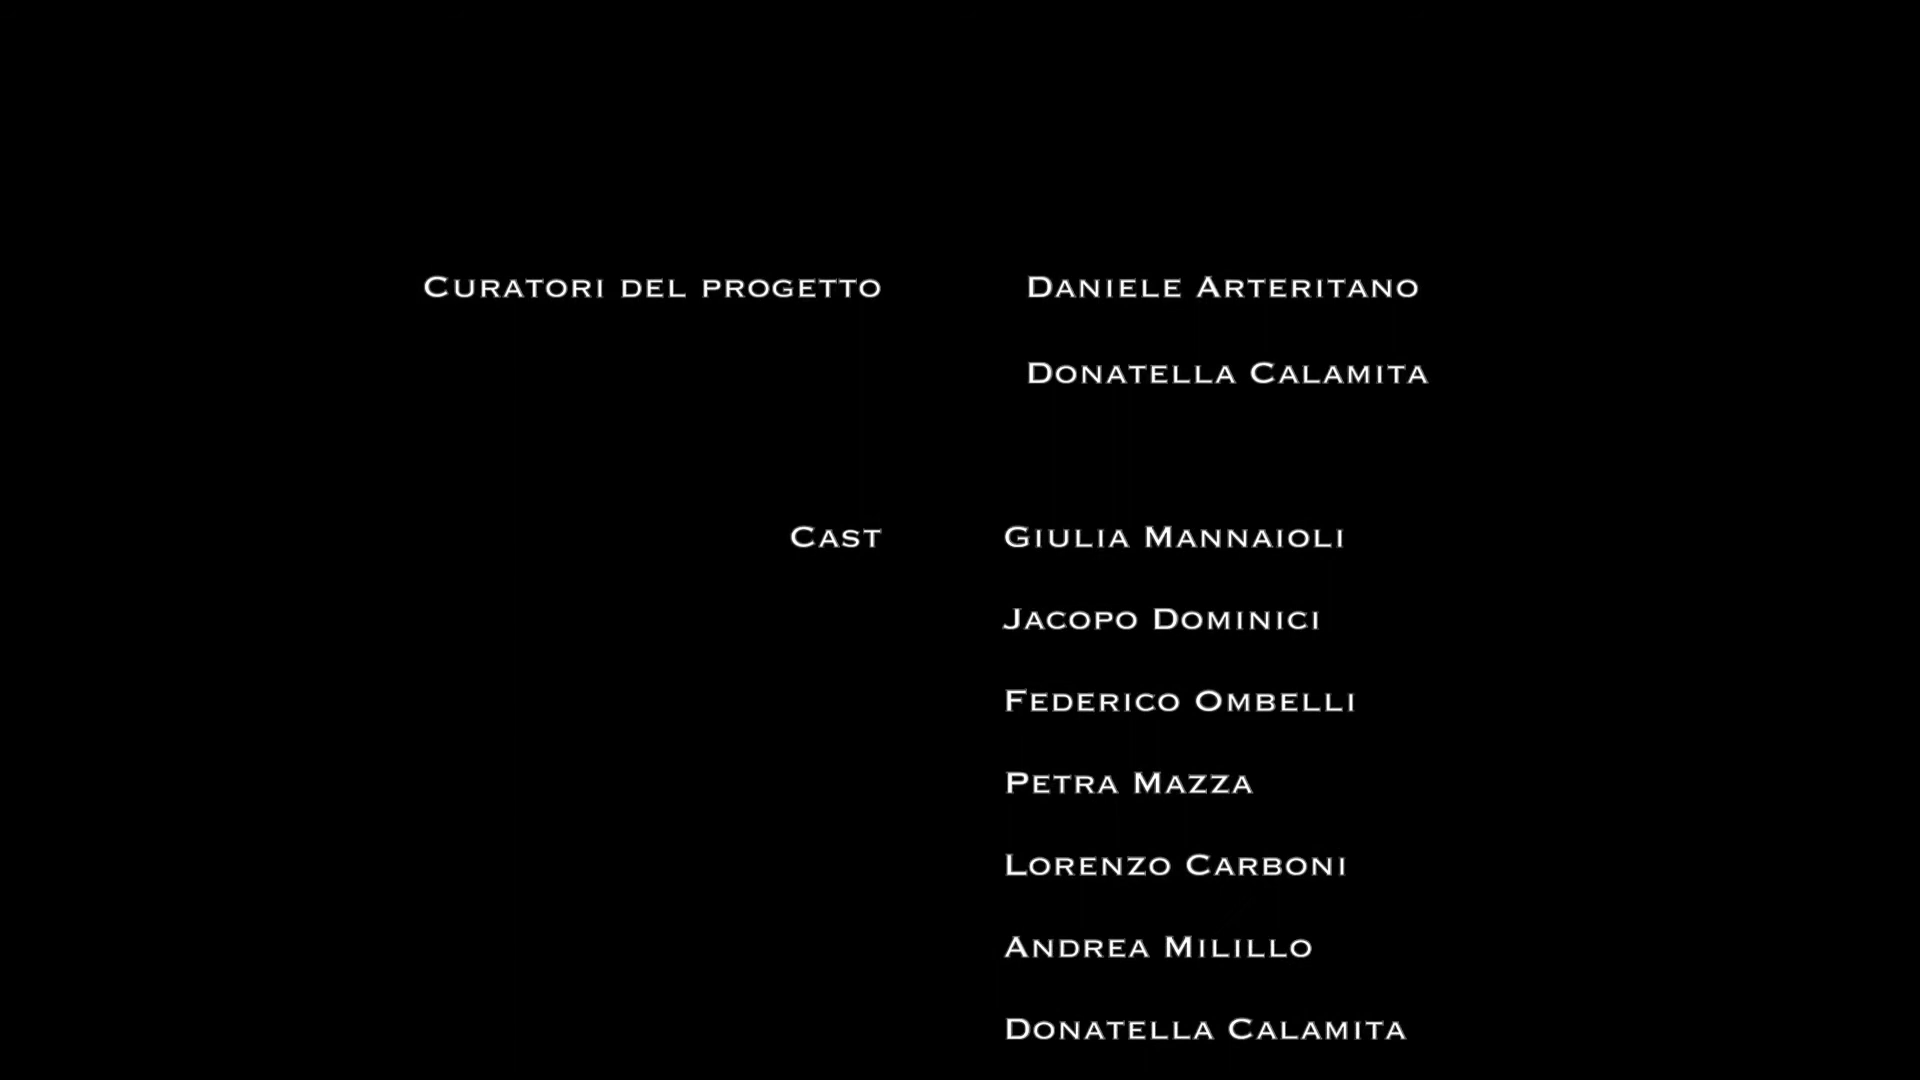 Curatori del progetto Daniele Arteritano
Donatella Calamita
Cast Giulia Mannaioli
Jacopo Dominici
Federico Ombelli
Petra Mazza
Lorenzo Carboni
Andrea Milillo
Donatella Calamita